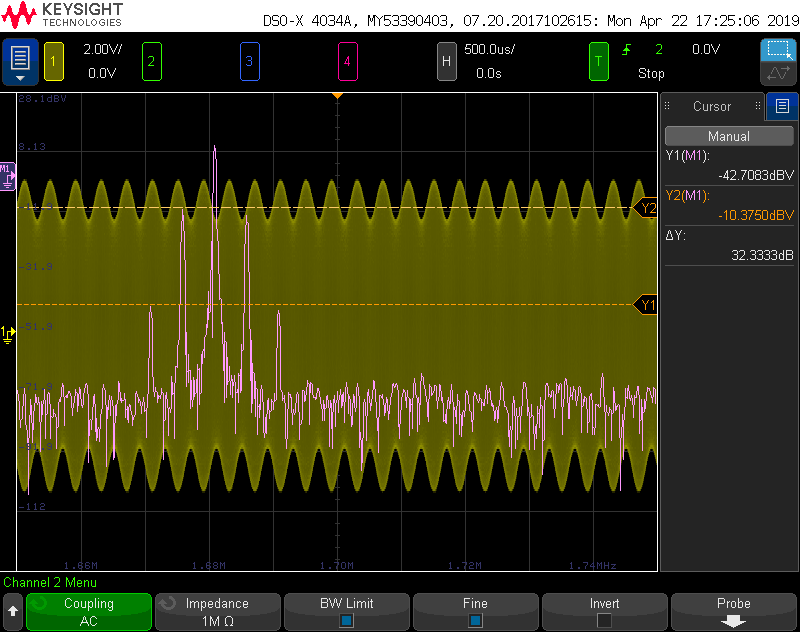 KEYSIGHT
TECHNOLOGIES
DSO-X 4034A, MY53390403, 07.20.2017102615: Mon Apr 22 17:25:06 2019
1
2.00V/
0.0V
2
3
4
H
500.0us/
0.0s
T
2
0.0V
Stop
28.1dBV
8.13
-31.9
-51.9
-71.9
-112
M1
1
Y2
Y1
1.66M
1.68M
1.70M
1.72M
1.74MHz
Cursor
Manual
Y1(M1):
-42.7083dBV
Y2(M1):
-10.3750dBV
ΔY:
32.3333dB
Channel 2 Menu
Coupling
AC
Impedance
1M Ω
BW Limit
Fine
Invert
Probe